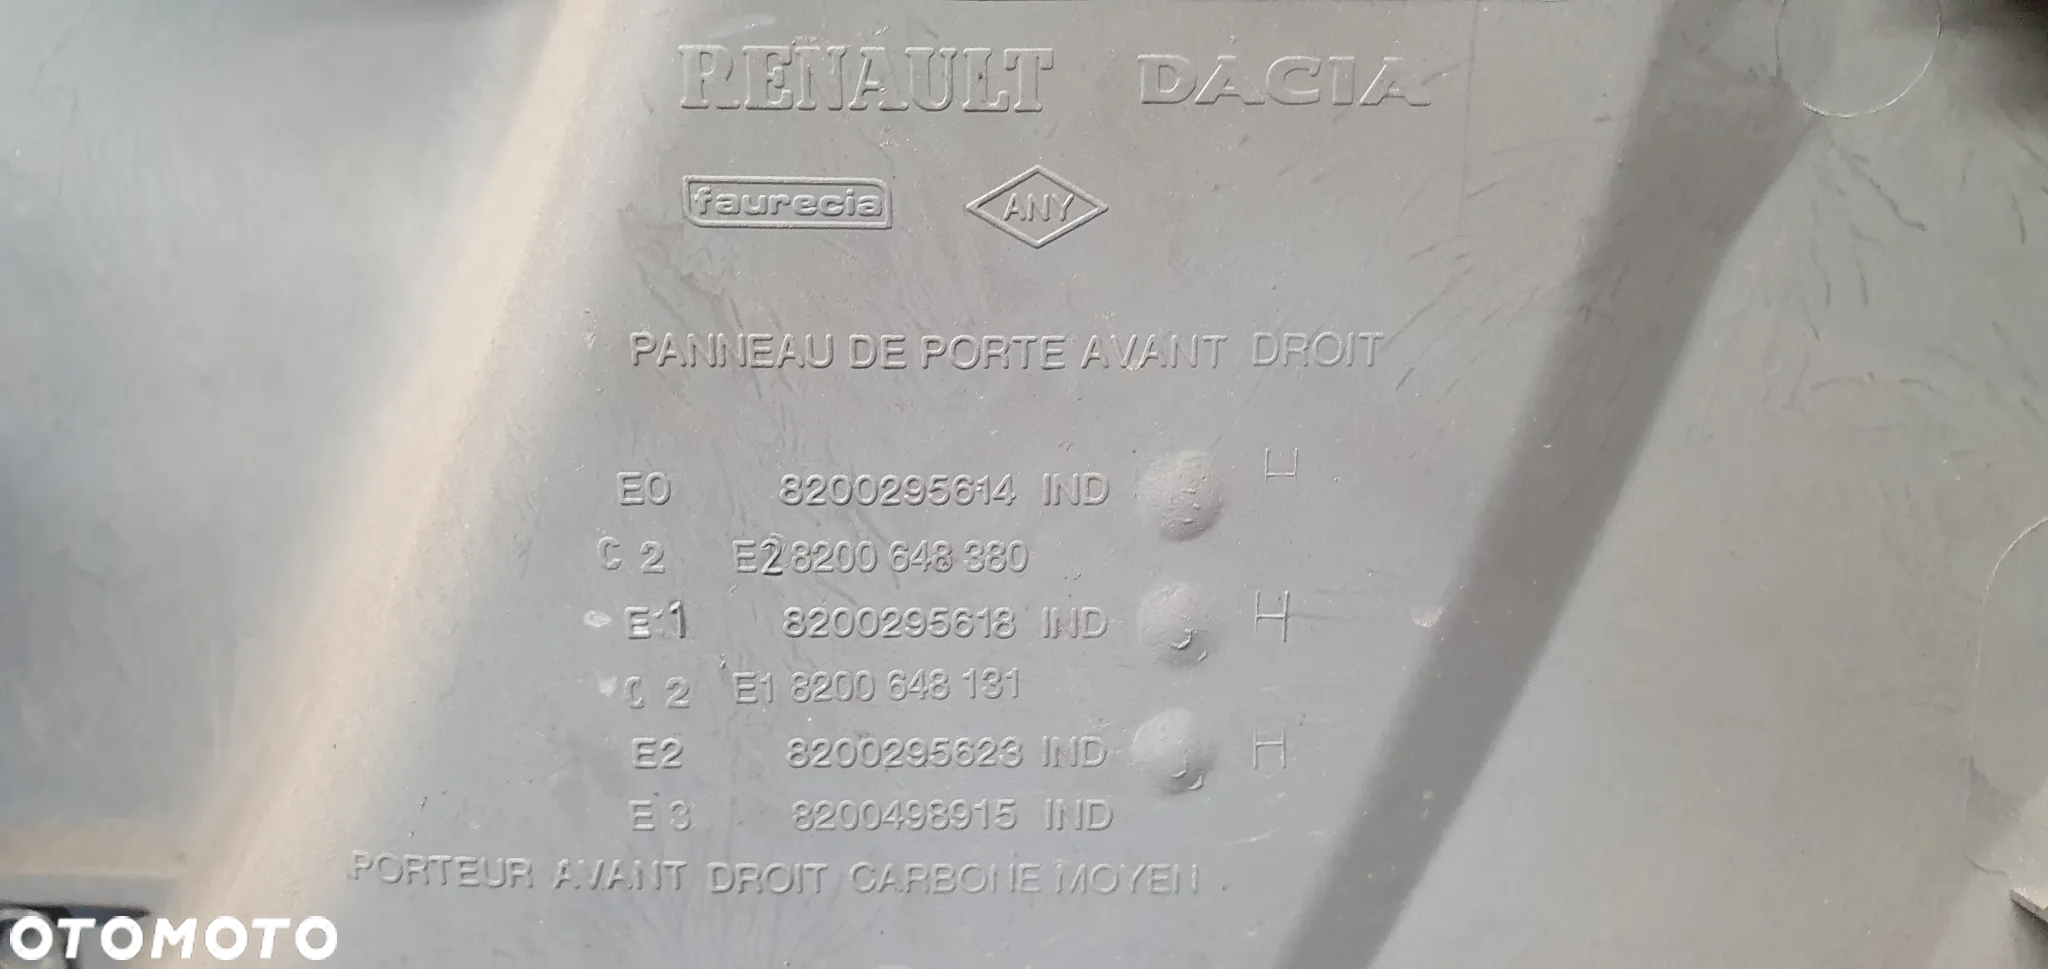 RENAULT DACIA
faurecia ANY
PANNEAU DE PORTE AVANT DROIT
E0 8200295614 IND H
C 2 E2 8200 648 380
E1 8200295618 IND H
C 2 E1 8200 648 131
E2 8200295623 IND H
E3 8200498915 IND
PORTEUR AVANT DROIT CARBONE MOYEN
OTOMOTO